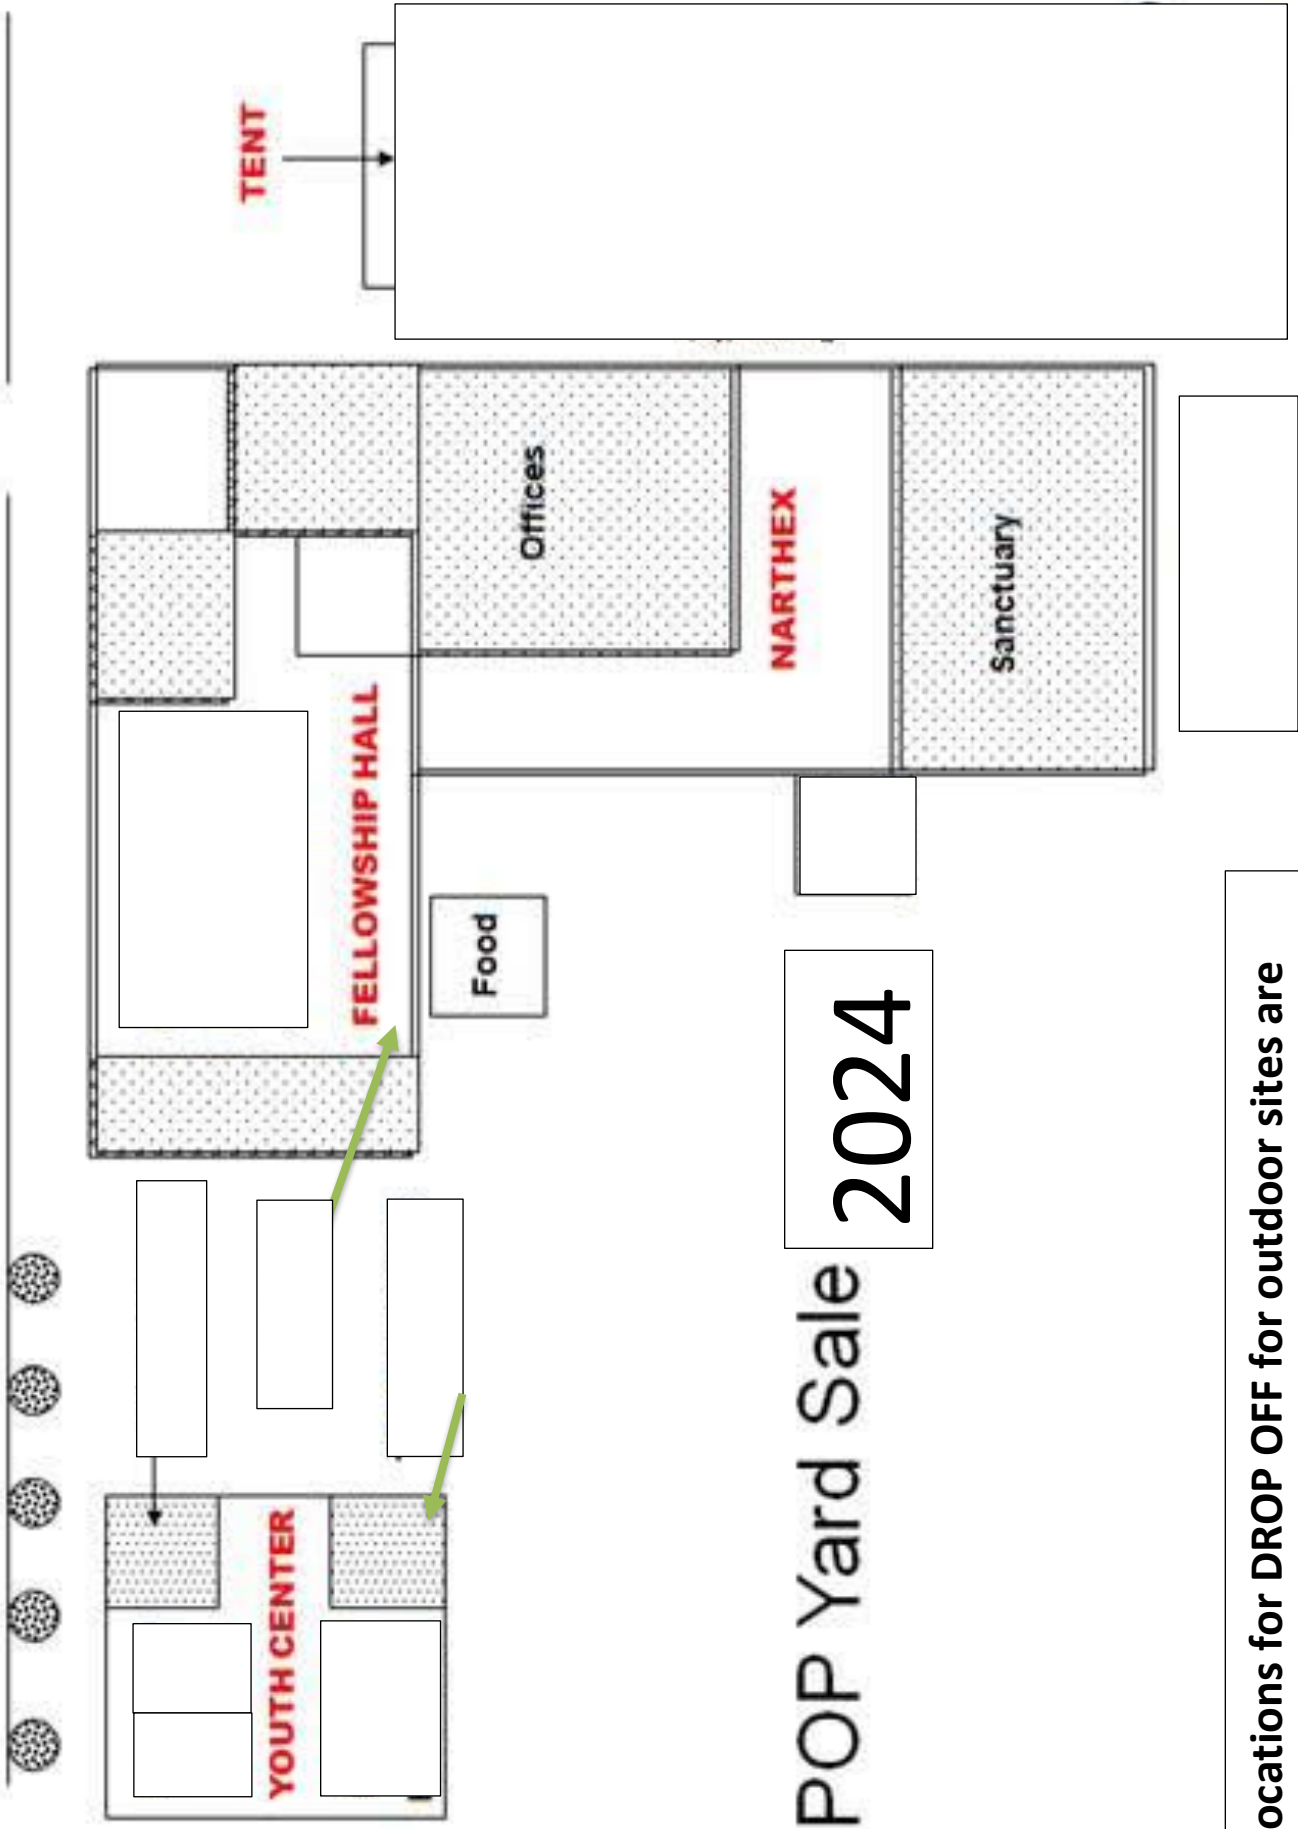 TENT
Offices
NARTHEX
Sanctuary
FELLOWSHIP HALL
Food
YOUTH CENTER
POP Yard Sale 2024
ocations for DROP OFF for outdoor sites are